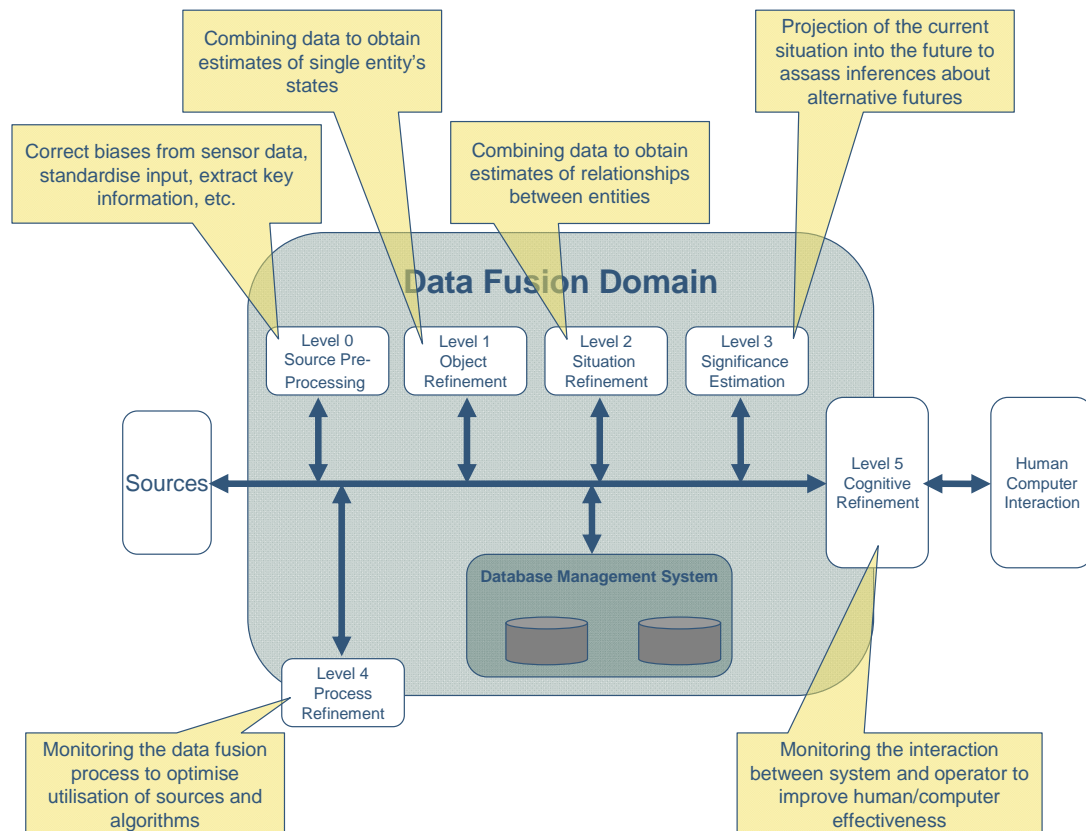 Projection of the current
situation into the future to
assass inferences about
alternative futures
Combining data to obtain
estimates of single entity's
states
Correct biases from sensor data,
standardise input, extract key
information, etc.
Combining data to obtain
estimates of relationships
between entities
Data Fusion Domain
Level 0
Source Pre-
Processing
Level 1
Object
Refinement
Level 2
Situation
Refinement
Level 3
Significance
Estimation
Sources
Level 5
Cognitive
Refinement
Human
Computer
Interaction
Database Management System
Level 4
Process
Refinement
Monitoring the data fusion
process to optimise
utilisation of sources and
algorithms
Monitoring the interaction
between system and operator to
improve human/computer
effectiveness